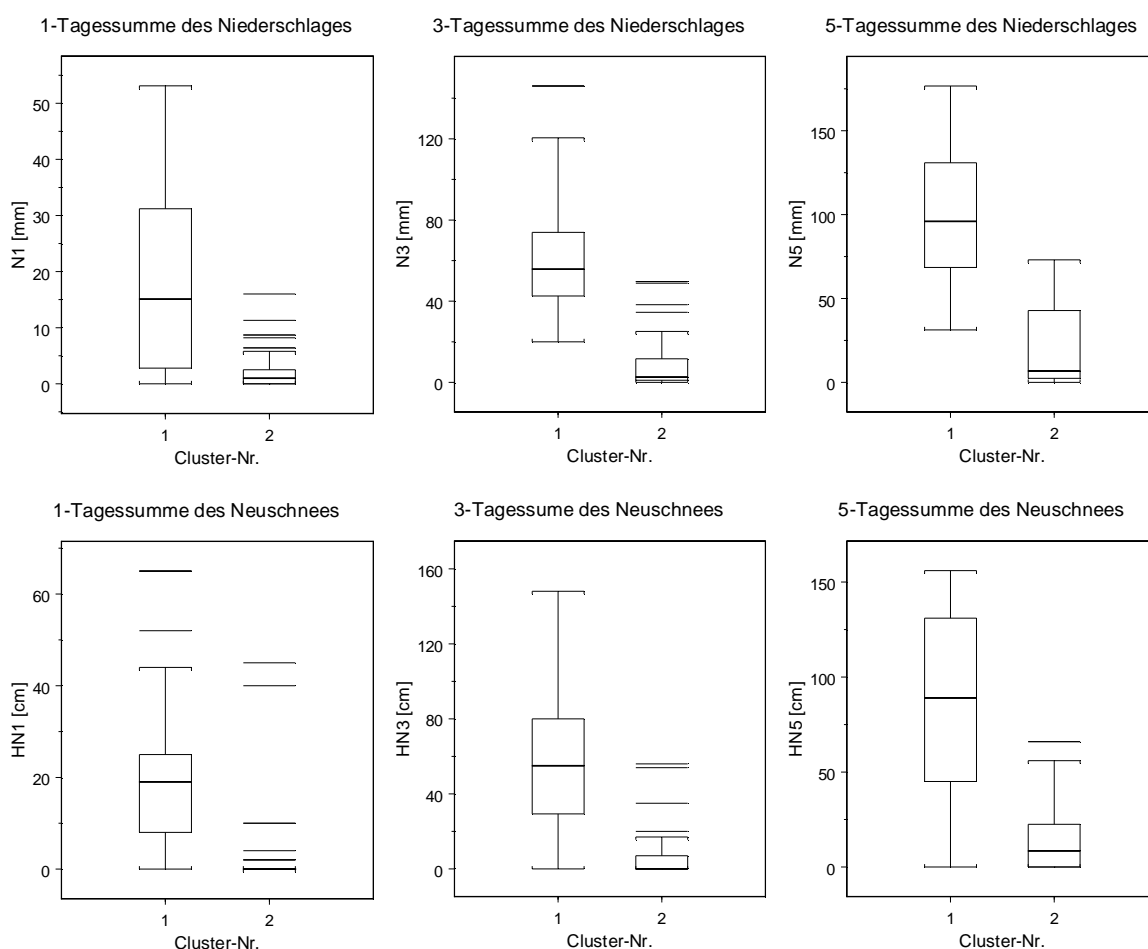 1-Tagessumme des Niederschlages
N1 [mm]
50
40
30
20
10
0
1
2
Cluster-Nr.
3-Tagessumme des Niederschlages
N3 [mm]
120
80
40
0
1
2
Cluster-Nr.
5-Tagessumme des Niederschlages
N5 [mm]
150
100
50
0
1
2
Cluster-Nr.
1-Tagessumme des Neuschnees
HN1 [cm]
60
40
20
0
1
2
Cluster-Nr.
3-Tagessume des Neuschnees
HN3 [cm]
160
120
80
40
0
1
2
Cluster-Nr.
5-Tagessumme des Neuschnees
HN5 [cm]
150
100
50
0
1
2
Cluster-Nr.